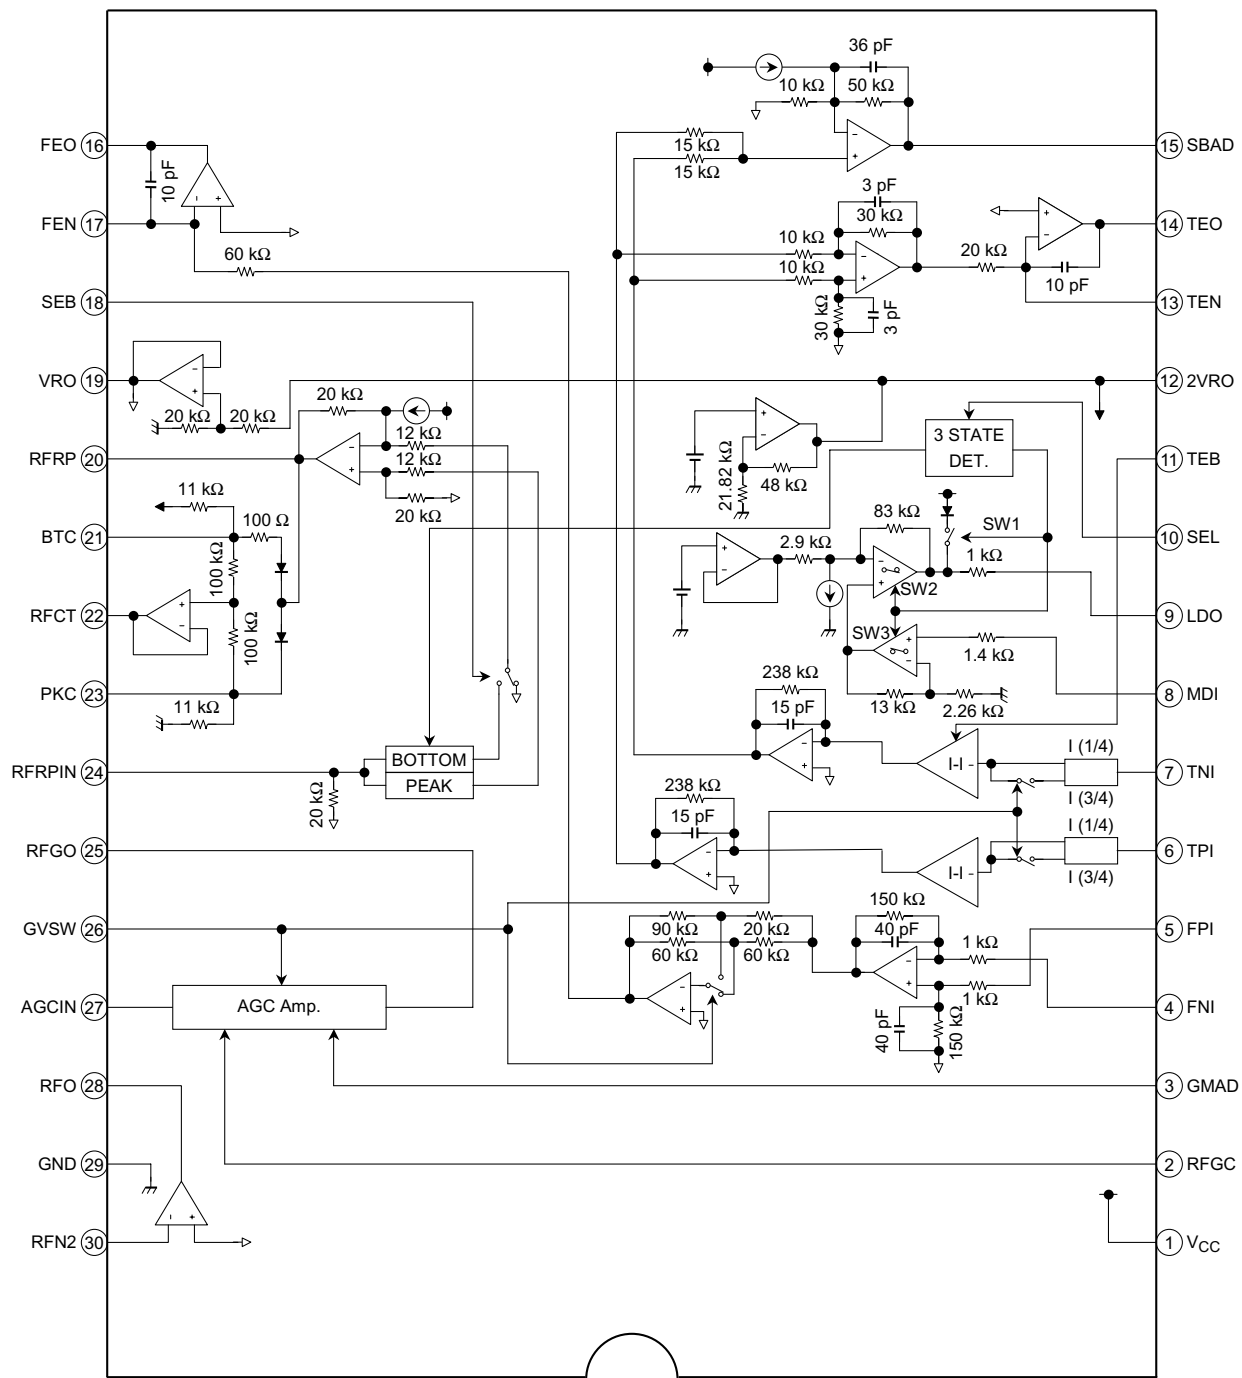 36 pF
10 kΩ
50 kΩ
15 kΩ
15 kΩ
FEO 16
15 SBAD
10 pF
3 pF
30 kΩ
FEN 17
14 TEO
60 kΩ
10 kΩ
10 kΩ
20 kΩ
10 pF
SEB 18
30 kΩ
3 pF
13 TEN
VRO 19
12 2VRO
20 kΩ
20 kΩ
20 kΩ
12 kΩ
12 kΩ
20 kΩ
3 STATE
DET.
RFRP 20
11 TEB
21.82 kΩ
48 kΩ
11 kΩ
100 Ω
83 kΩ
SW1
BTC 21
10 SEL
100 kΩ
2.9 kΩ
1 kΩ
SW2
RFCT 22
9 LDO
100 kΩ
SW3
1.4 kΩ
PKC 23
8 MDI
11 kΩ
238 kΩ
15 pF
13 kΩ
2.26 kΩ
BOTTOM
PEAK
RFRPIN 24
I-I
I (1/4)
7 TNI
I (3/4)
20 kΩ
238 kΩ
15 pF
I (1/4)
RFGO 25
6 TPI
I-I
I (3/4)
GVSW 26
90 kΩ
20 kΩ
60 kΩ
60 kΩ
150 kΩ
40 pF
1 kΩ
5 FPI
1 kΩ
AGCIN 27
AGC Amp.
4 FNI
40 pF
150 kΩ
RFO 28
3 GMAD
GND 29
2 RFGC
RFN2 30
1 VCC